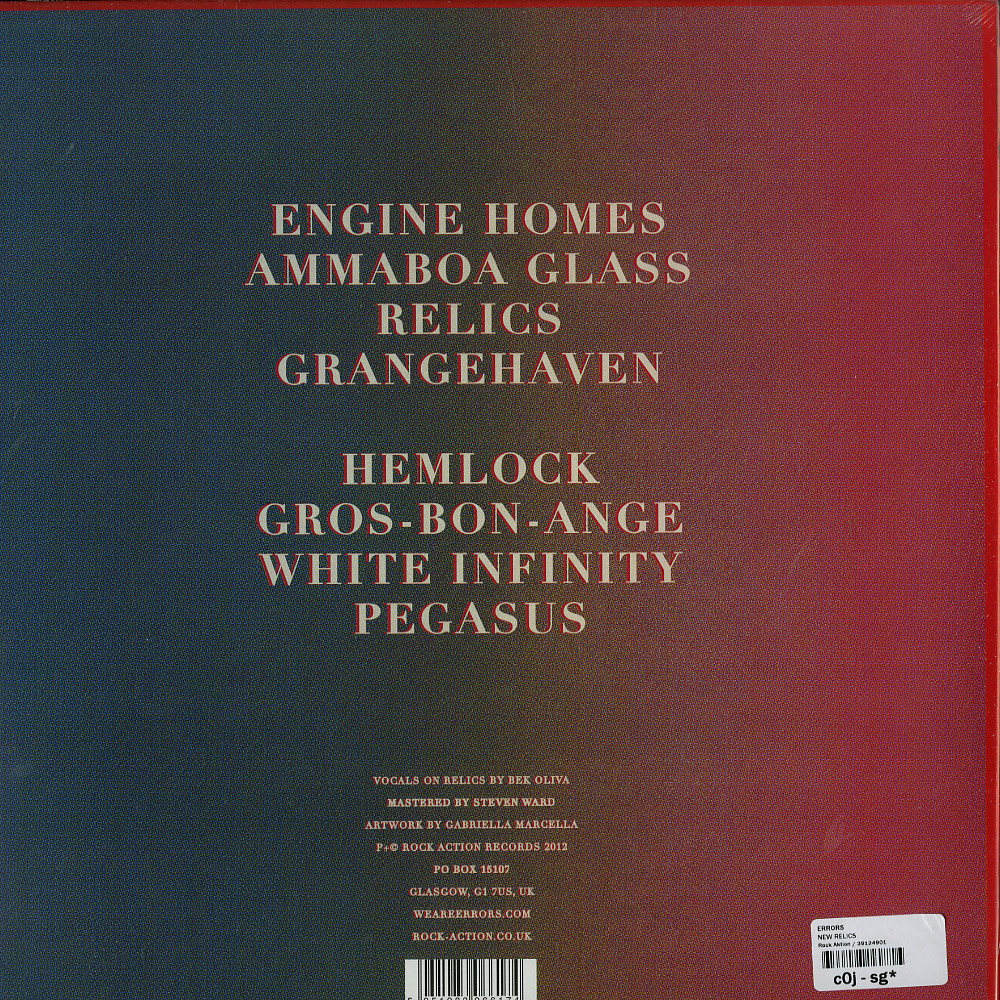 ENGINE HOMES
AMMABOA GLASS
RELICS
GRANGEHAVEN
HEMLOCK
GROS-BON-ANGE
WHITE INFINITY
PEGASUS
VOCALS ON RELICS BY BEK OLIVA
MASTERED BY STEVEN WARD
ARTWORK BY GABRIELLA MARCELLA
P+© ROCK ACTION RECORDS 2012
PO BOX 15107
GLASGOW, G1 7US, UK
WEAREERRORS.COM
ROCK-ACTION.CO.UK
ERRORS
NEW RELICS
Rock Aktion / 39124901
c0j - sg*